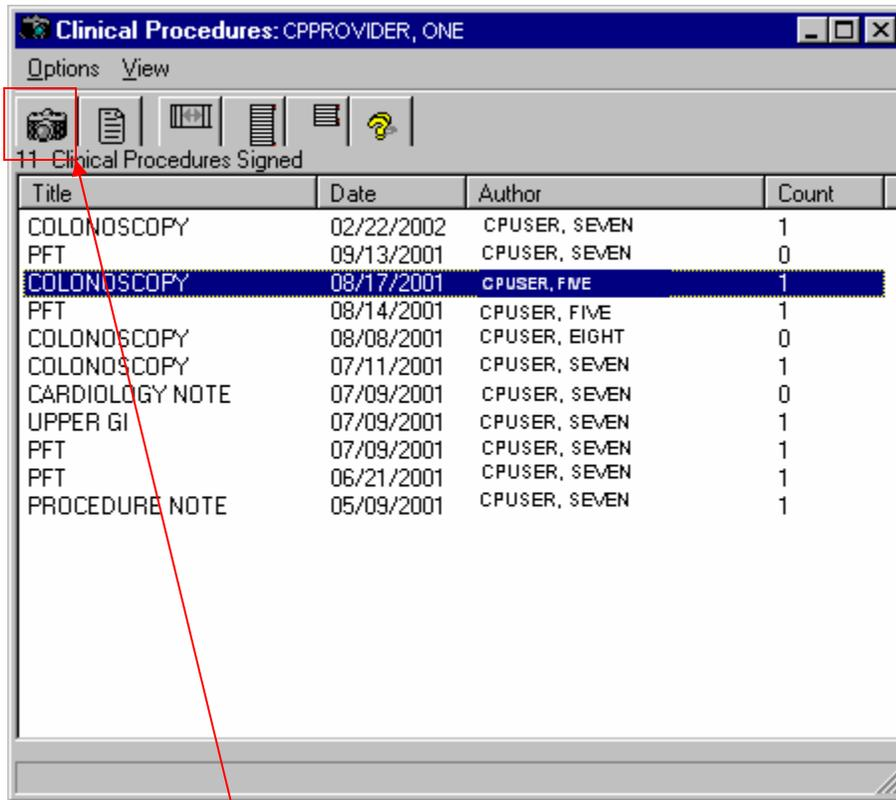 Clinical Procedures: CPPROVIDER, ONE
Options View
11 Clinical Procedures Signed
Title Date Author Count
COLONOSCOPY 02/22/2002 CPUSER, SEVEN 1
PFT 09/13/2001 CPUSER, SEVEN 0
COLONOSCOPY 08/17/2001 CPUSER, FIVE 1
PFT 08/14/2001 CPUSER, FIVE 1
COLONOSCOPY 08/08/2001 CPUSER, EIGHT 0
COLONOSCOPY 07/11/2001 CPUSER, SEVEN 1
CARDIOLOGY NOTE 07/09/2001 CPUSER, SEVEN 0
UPPER GI 07/09/2001 CPUSER, SEVEN 1
PFT 07/09/2001 CPUSER, SEVEN 1
PFT 06/21/2001 CPUSER, SEVEN 1
PROCEDURE NOTE 05/09/2001 CPUSER, SEVEN 1